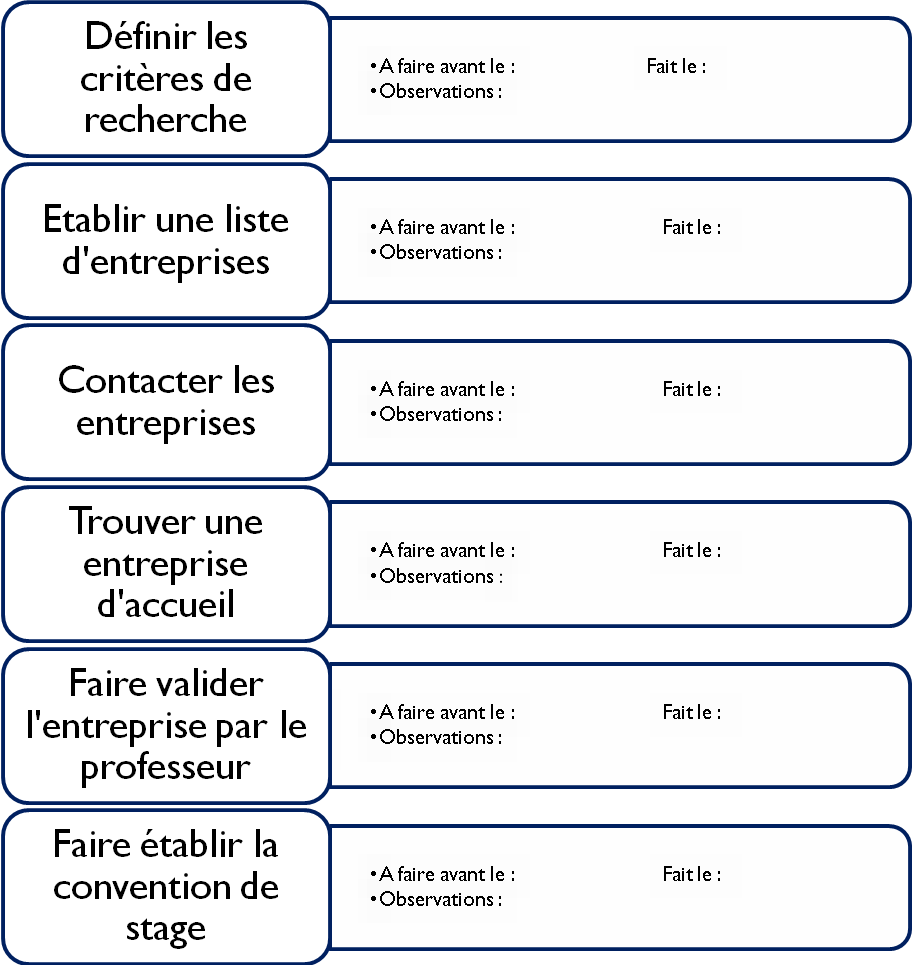 Définir les
critères de
recherche
•A faire avant le : Fait le :
•Observations :
Etablir une liste
d'entreprises
•A faire avant le : Fait le :
•Observations :
Contacter les
entreprises
•A faire avant le : Fait le :
•Observations :
Trouver une
entreprise
d'accueil
•A faire avant le : Fait le :
•Observations :
Faire valider
l'entreprise par le
professeur
•A faire avant le : Fait le :
•Observations :
Faire établir la
convention de
stage
•A faire avant le : Fait le :
•Observations :